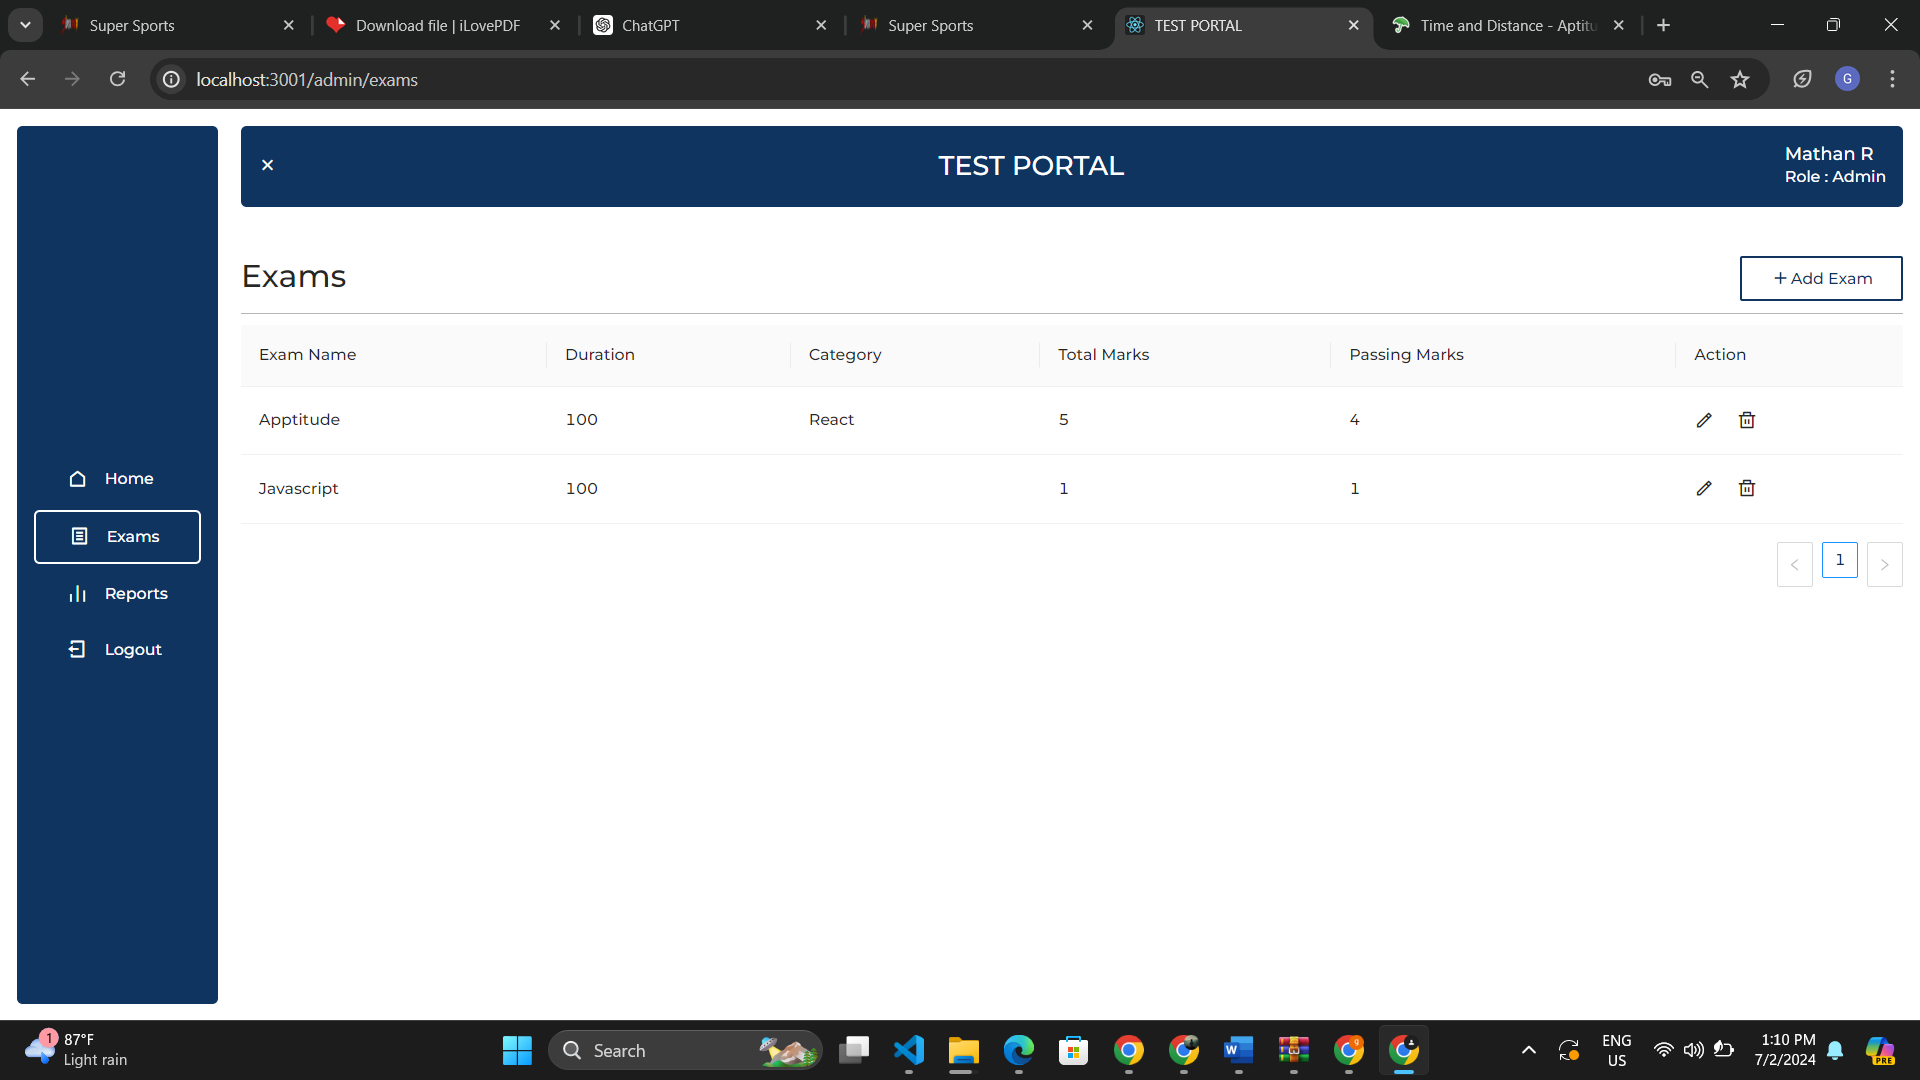 Super Sports
Download file | iLovePDF
ChatGPT
Super Sports
TEST PORTAL
Time and Distance - Aptitu
localhost:3001/admin/exams
G
TEST PORTAL
Mathan R
Role : Admin
Exams
+ Add Exam
Exam Name Duration Category Total Marks Passing Marks Action
Apptitude 100 React 5 4
Javascript 100 1 1
< 1 >
Home
Exams
Reports
Logout
1
87°F
Light rain
Search
W
9
ENG
US
1:10 PM
7/2/2024
PRE